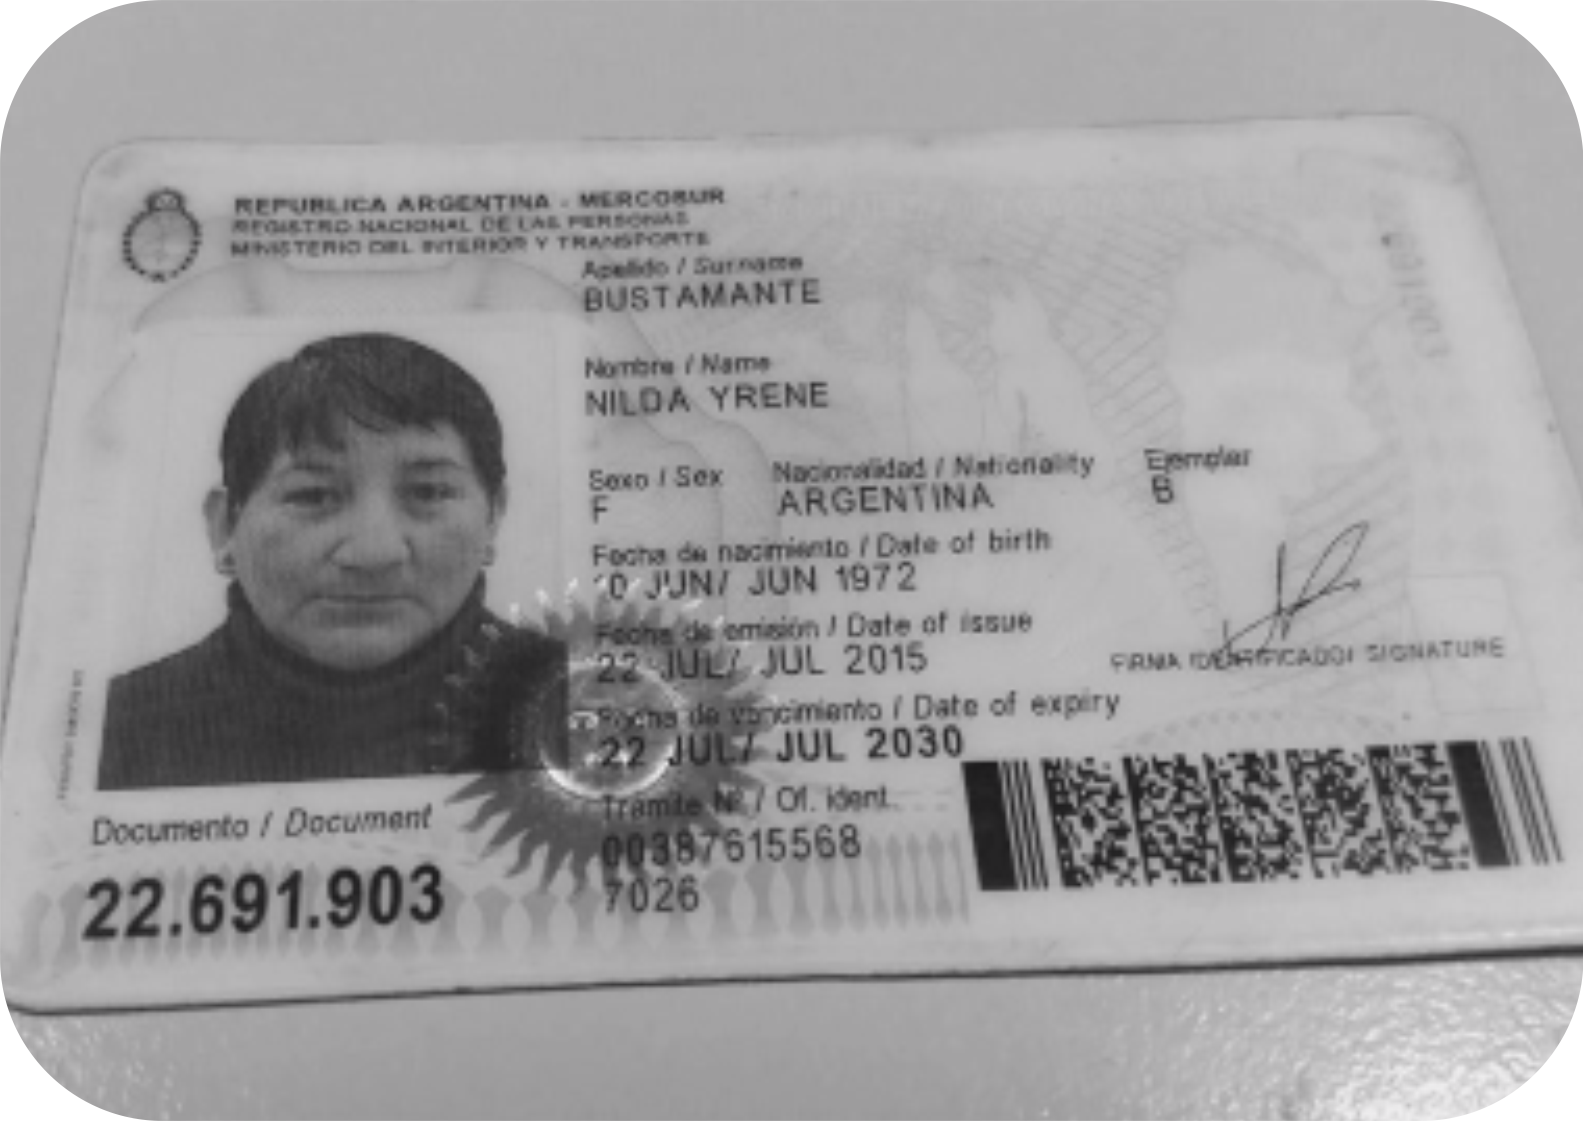 REPUBLICA ARGENTINA - MERCOSUR
REGISTRO NACIONAL DE LAS PERSONAS
MINISTERIO DEL INTERIOR Y TRANSPORTE
Apellido / Surname
BUSTAMANTE
Nombre / Name
NILDA YRENE
Sexo / Sex Nacionalidad / Nationality Ejemplar
F ARGENTINA B
Fecha de nacimiento / Date of birth
JUN/ JUN 1972
Fecha de emisión / Date of issue
22 JUL/ JUL 2015
FIRMA IDENTIFICADO/ SIGNATURE
Fecha de vencimiento / Date of expiry
22 JUL/ JUL 2030
Tramite Nº / Of. ident.
00387615568
7026
Documento / Document
22.691.903